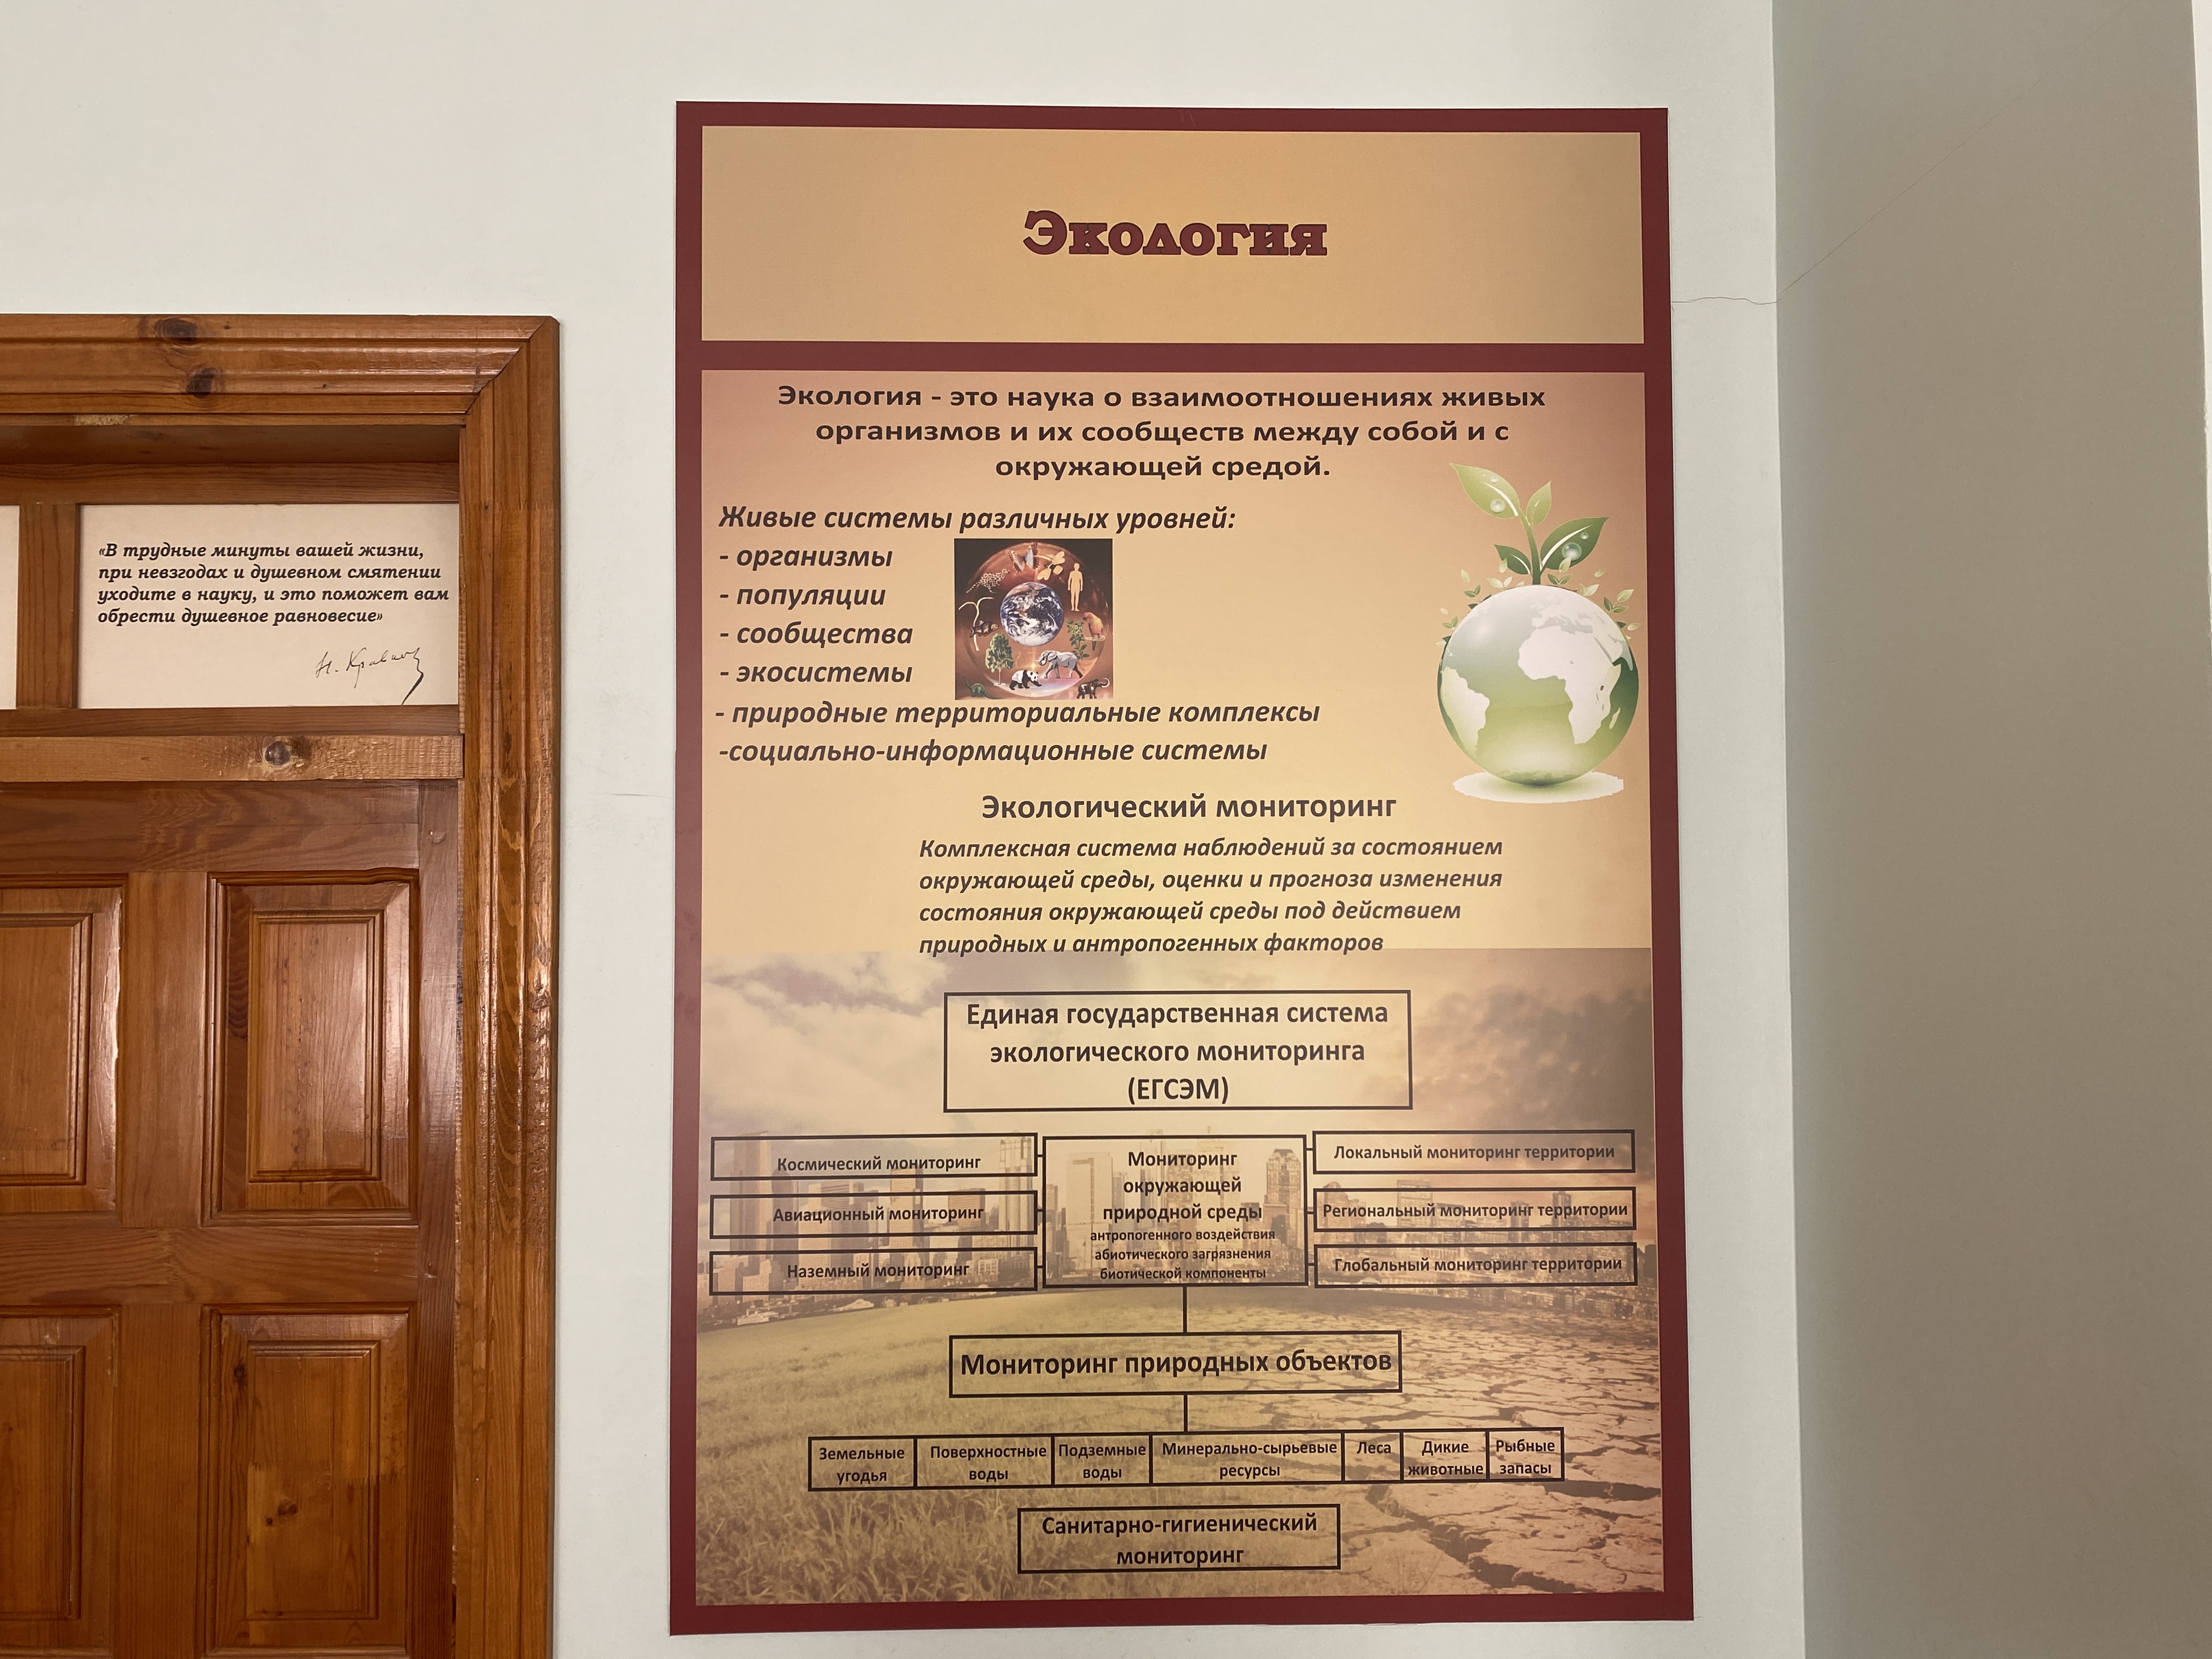 «В трудные минуты вашей жизни,
при невзгодах и душевном смятении
уходите в науку, и это поможет вам
обрести душевное равновесие»
Экология
Экология - это наука о взаимоотношениях живых
организмов и их сообществ между собой и с
окружающей средой.
Живые системы различных уровней:
- организмы
- популяции
- сообщества
- экосистемы
- природные территориальные комплексы
-социально-информационные системы
Экологический мониторинг
Комплексная система наблюдений за состоянием
окружающей среды, оценки и прогноза изменения
состояния окружающей среды под действием
природных и антропогенных факторов
Единая государственная система
экологического мониторинга
(ЕГСЭМ)
Космический мониторинг
Авиационный мониторинг
Наземный мониторинг
Мониторинг
окружающей
природной среды
антропогенного воздействия
абиотического загрязнения
биотической компоненты
Локальный мониторинг территории
Региональный мониторинг территории
Глобальный мониторинг территории
Мониторинг природных объектов
Земельные
угодья
Поверхностные
воды
Подземные
воды
Минерально-сырьевые
ресурсы
Леса
Дикие
животные
Рыбные
запасы
Санитарно-гигиенический
мониторинг